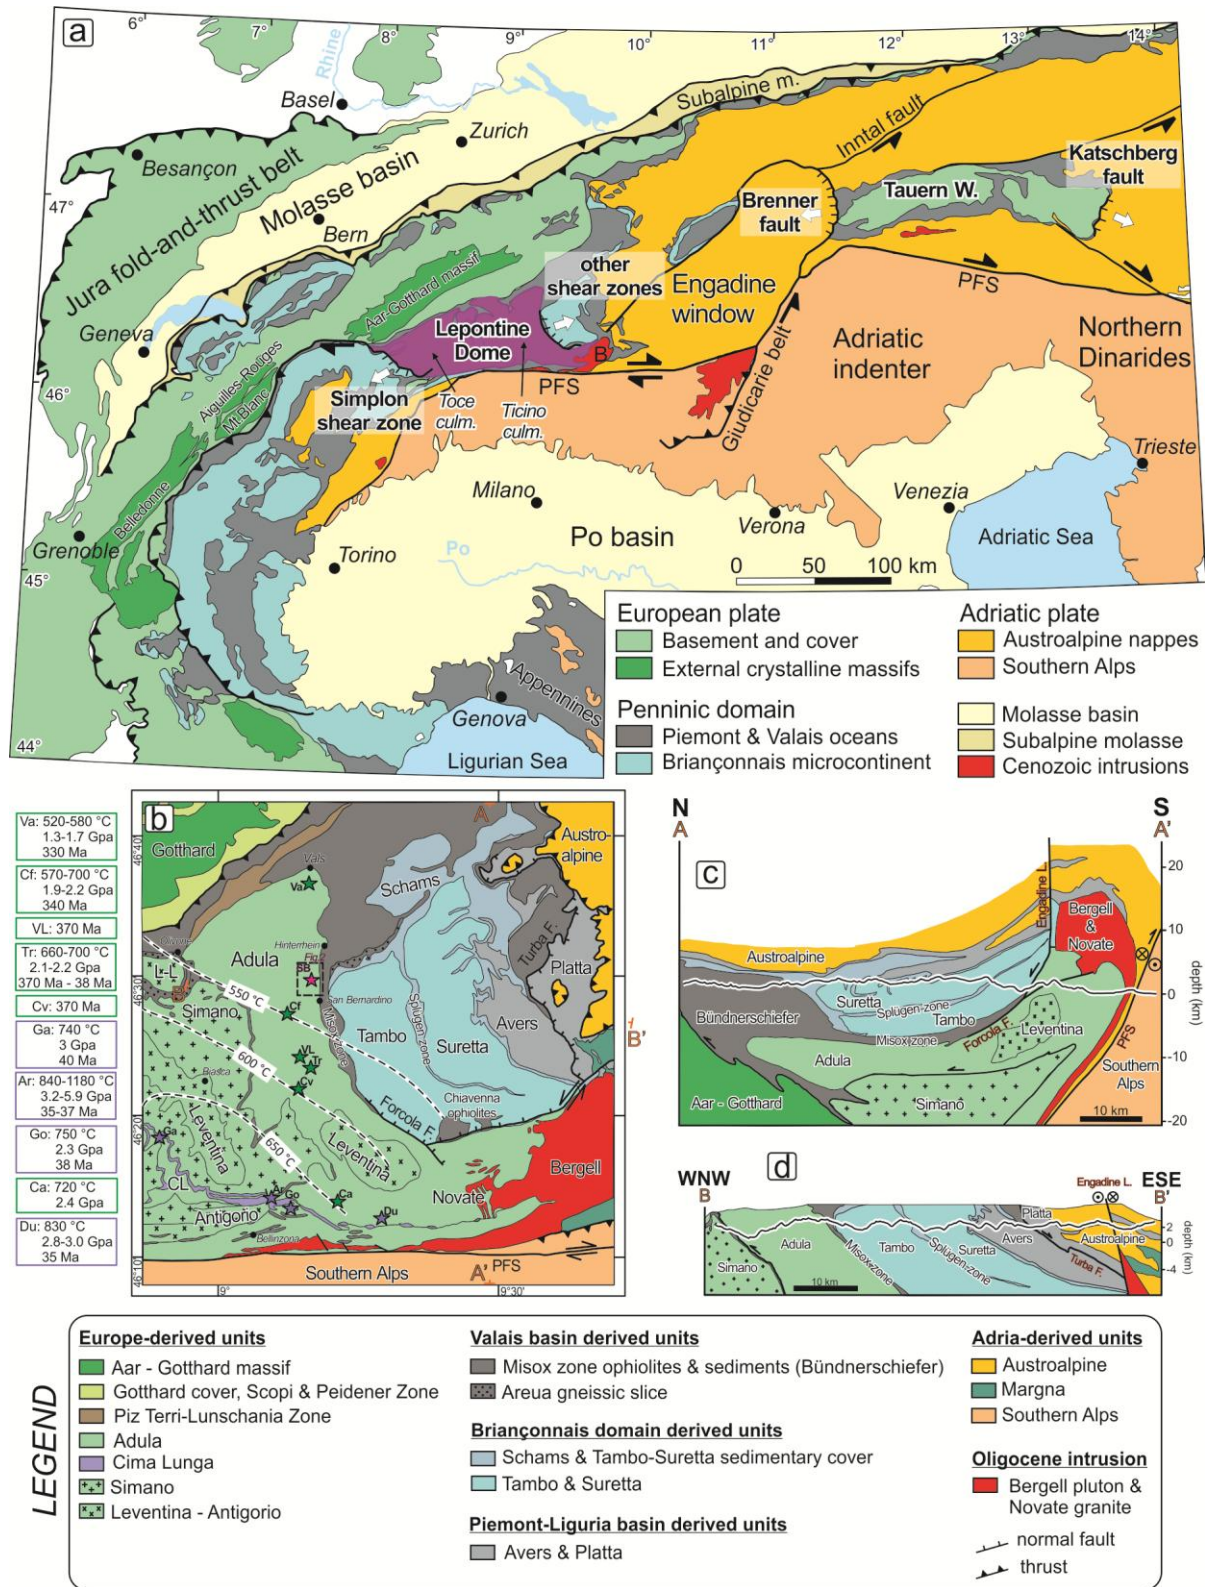 a
6°
7°
8°
9°
10°
11°
12°
13°
14°
47°
46°
45°
44°
Rhine
Basel
Besançon
Zurich
Bern
Geneva
Jura fold-and-thrust belt
Molasse basin
Subalpine m.
Inntal fault
Katschberg
fault
Tauern W.
Brenner
fault
other
shear zones
Engadine
window
PFS
Aar-Gotthard massif
Lepontine
Dome
B
PFS
Aiguilles-Rouges
Mt Blanc
Belledonne
Simplon
shear zone
Toce
culm.
Ticino
culm.
Giudicarie belt
Adriatic
indenter
Northern
Dinarides
Trieste
Grenoble
Torino
Milano
Po
Po basin
Verona
Venezia
Adriatic Sea
0 50 100 km
Genova
Appennines
Ligurian Sea
European plate
Basement and cover
External crystalline massifs
Penninic domain
Piemont & Valais oceans
Briançonnais microcontinent
Adriatic plate
Austroalpine nappes
Southern Alps
Molasse basin
Subalpine molasse
Cenozoic intrusions
Va: 520-580 °C
1.3-1.7 Gpa
330 Ma
Cf: 570-700 °C
1.9-2.2 Gpa
340 Ma
VL: 370 Ma
Tr: 660-700 °C
2.1-2.2 Gpa
370 Ma - 38 Ma
Cv: 370 Ma
Ga: 740 °C
3 Gpa
40 Ma
Ar: 840-1180 °C
3.2-5.9 Gpa
35-37 Ma
Go: 750 °C
2.3 Gpa
38 Ma
Ca: 720 °C
2.4 Gpa
Du: 830 °C
2.8-3.0 Gpa
35 Ma
b
A
46°40'
46°30'
46°20'
46°10'
9°
9°30'
Gotthard
Vals
Va
Schams
Austro-
alpine
Olivone
Hinterrhein
Adula
SB
San Bernardino
L-L
B
Simano
550 °C
Cf
Misox zone
Tambo
Splügen zone
Suretta
Avers
Turba F.
Platta
B'
600 °C
VL
Tr
Cv
Biasca
Chiavenna
ophiolites
Forcola F.
Ga
Leventina
650 °C
Leventina
Bergell
CL
Ar
Go
Ca
Du
Novate
Antigorio
Bellinzona
PFS
Southern Alps
A'
N
A
S
A'
c
Engadine L.
Bergell
&
Novate
Austroalpine
Suretta
Splügen zone
Tambo
Bündnerschiefer
Misox zone
Forcola F.
Leventina
Adula
Simano
Aar - Gotthard
PFS
Southern
Alps
10 km
20
10
0
-10
-20
depth (km)
WNW
B
d
Engadine L.
ESE
B'
Simano
Adula
Misox zone
Tambo
Splügen zone
Suretta
Avers
Platta
Austroalpine
Turba F.
10 km
2
0
-4
depth (km)
LEGEND
Europe-derived units
Aar - Gotthard massif
Gotthard cover, Scopi & Peidener Zone
Piz Terri-Lunschania Zone
Adula
Cima Lunga
Simano
Leventina - Antigorio
Valais basin derived units
Misox zone ophiolites & sediments (Bündnerschiefer)
Areua gneissic slice
Briançonnais domain derived units
Schams & Tambo-Suretta sedimentary cover
Tambo & Suretta
Piemont-Liguria basin derived units
Avers & Platta
Adria-derived units
Austroalpine
Margna
Southern Alps
Oligocene intrusion
Bergell pluton &
Novate granite
normal fault
thrust